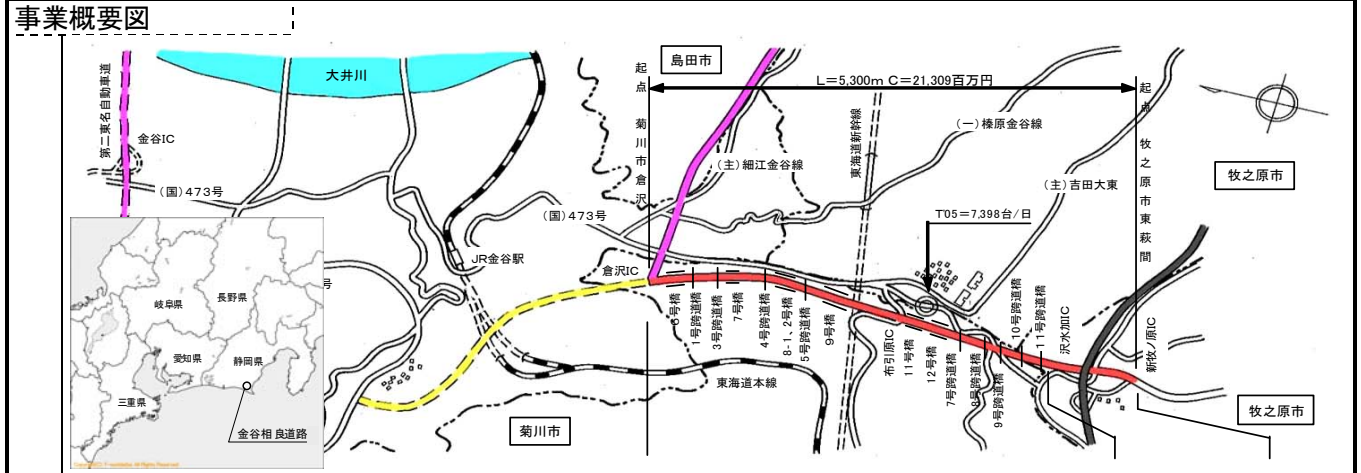 事業概要図
島田市
大井川
起点 菊川市倉沢
L=5,300m C=21,309百万円
起点 牧之原市東萩間
第二東名自動車道
金谷IC
(国)473号
(主)細江金谷線
東海道新幹線
(一)榛原金谷線
(主)吉田大東
牧之原市
(国)473号
T'05=7,398台/日
JR金谷駅
倉沢IC
号
6号橋
1号跨道橋
3号跨道橋
7号橋
4号跨道橋
8-1、2号橋
5号跨道橋
9号橋
布引原IC
11号橋
12号橋
7号跨道橋
8号跨道橋
9号跨道橋
10号跨道橋
11号跨道橋
沢水加IC
新牧ノ原IC
東海道本線
菊川市
牧之原市
岐阜県
長野県
愛知県
静岡県
三重県
金谷相良道路